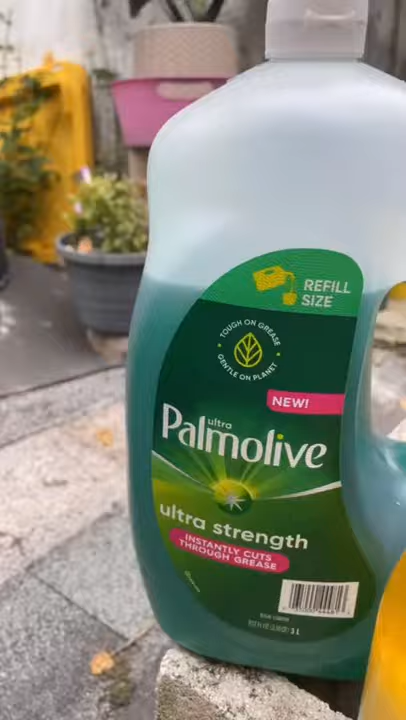 REFILL
SIZE
TOUGH ON GREASE
GENTLE ON PLANET
NEW!
ultra
Palmolive
ultra strength
INSTANTLY CUTS
THROUGH GREASE